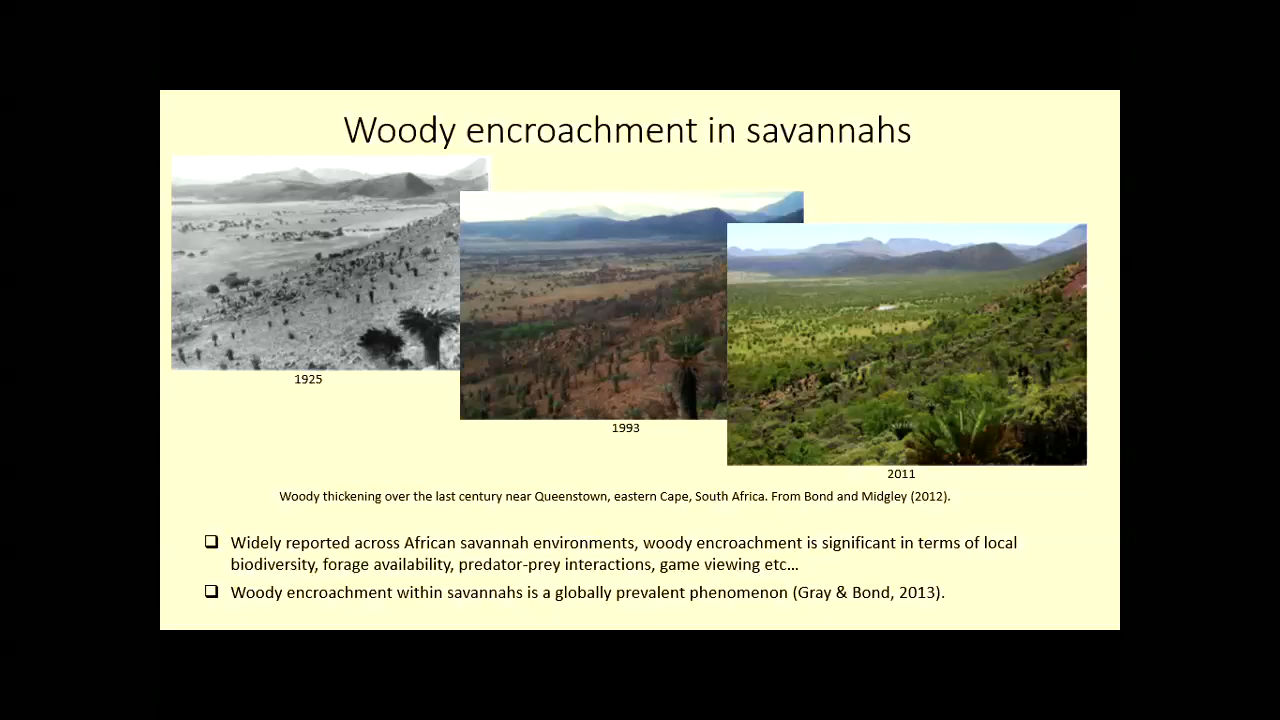 Woody encroachment in savannahs
1925
1993
2011
Woody thickening over the last century near Queenstown, eastern Cape, South Africa. From Bond and Midgley (2012).
Widely reported across African savannah environments, woody encroachment is significant in terms of local
biodiversity, forage availability, predator-prey interactions, game viewing etc…
Woody encroachment within savannahs is a globally prevalent phenomenon (Gray & Bond, 2013).